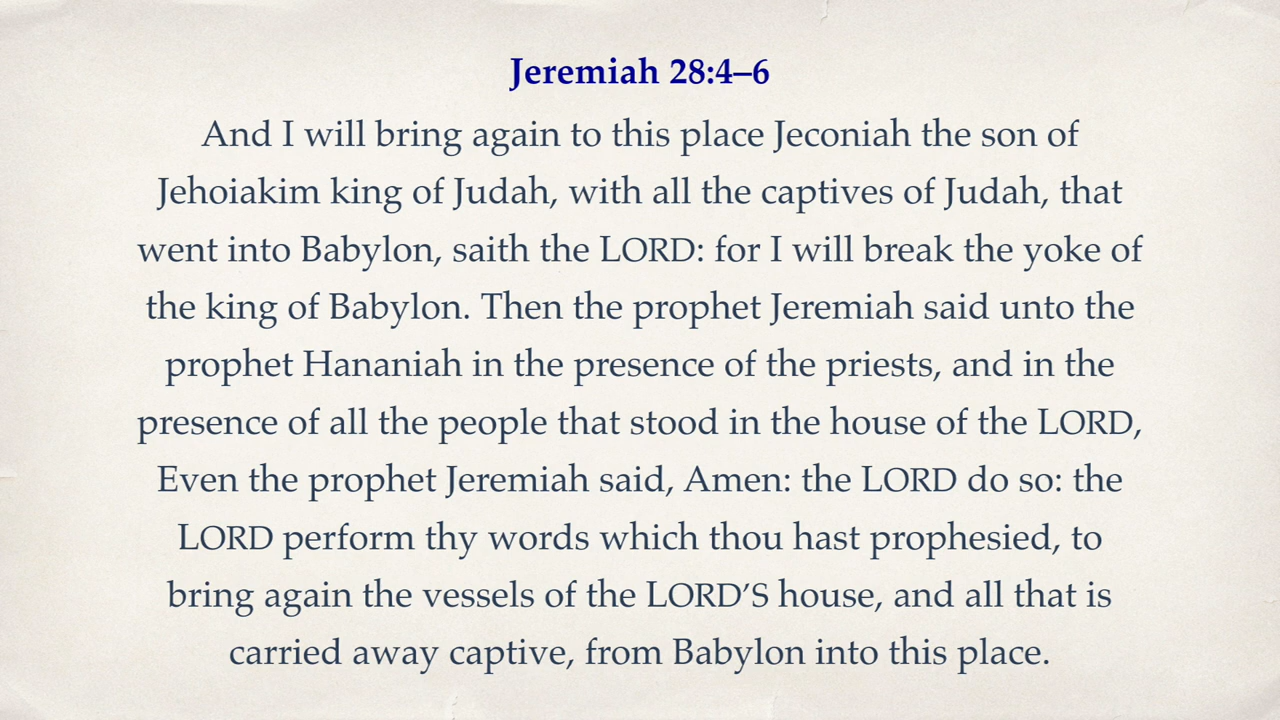 Jeremiah 28:4–6
And I will bring again to this place Jeconiah the son of
Jehoiakim king of Judah, with all the captives of Judah, that
went into Babylon, saith the LORD: for I will break the yoke of
the king of Babylon. Then the prophet Jeremiah said unto the
prophet Hananiah in the presence of the priests, and in the
presence of all the people that stood in the house of the LORD,
Even the prophet Jeremiah said, Amen: the LORD do so: the
LORD perform thy words which thou hast prophesied, to
bring again the vessels of the LORD’S house, and all that is
carried away captive, from Babylon into this place.